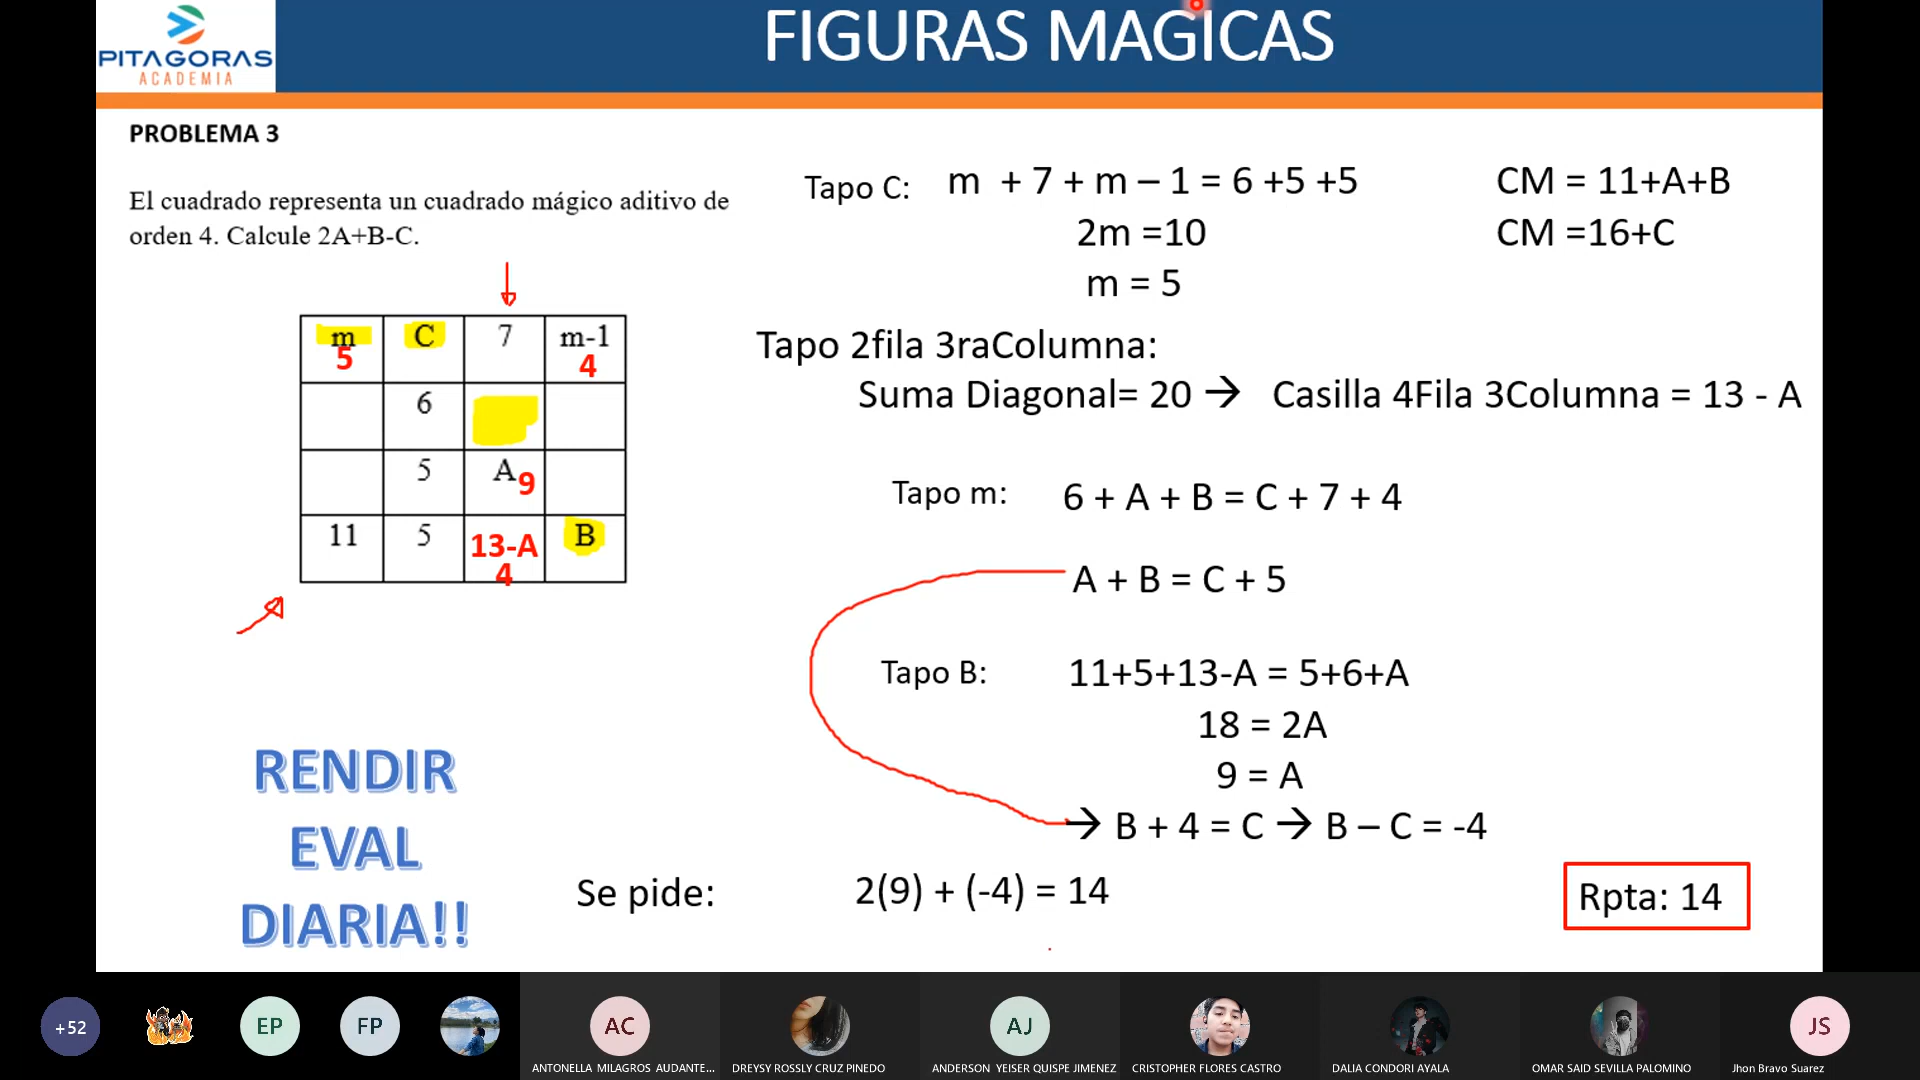 PITAGORAS
ACADEMIA
FIGURAS MAGICAS
PROBLEMA 3
El cuadrado representa un cuadrado mágico aditivo de
orden 4. Calcule 2A+B-C.
m C 7 m-1
5 4
6
5 A 9
11 5 13-A B
4
RENDIR
EVAL
DIARIA!!
Tapo C: m + 7 + m – 1 = 6 +5 +5
2m =10
m = 5
CM = 11+A+B
CM =16+C
Tapo 2fila 3raColumna:
Suma Diagonal= 20 → Casilla 4Fila 3Columna = 13 - A
Tapo m: 6 + A + B = C + 7 + 4
A + B = C + 5
Tapo B: 11+5+13-A = 5+6+A
18 = 2A
9 = A
→ B + 4 = C → B – C = -4
Se pide: 2(9) + (-4) = 14
Rpta: 14
+52
EP
FP
AC
AJ
JS
ANTONELLA MILAGROS AUDANTE...
DREYSY ROSSLY CRUZ PINEDO
ANDERSON YEISER QUISPE JIMENEZ
CRISTOPHER FLORES CASTRO
DALIA CONDORI AYALA
OMAR SAID SEVILLA PALOMINO
Jhon Bravo Suarez